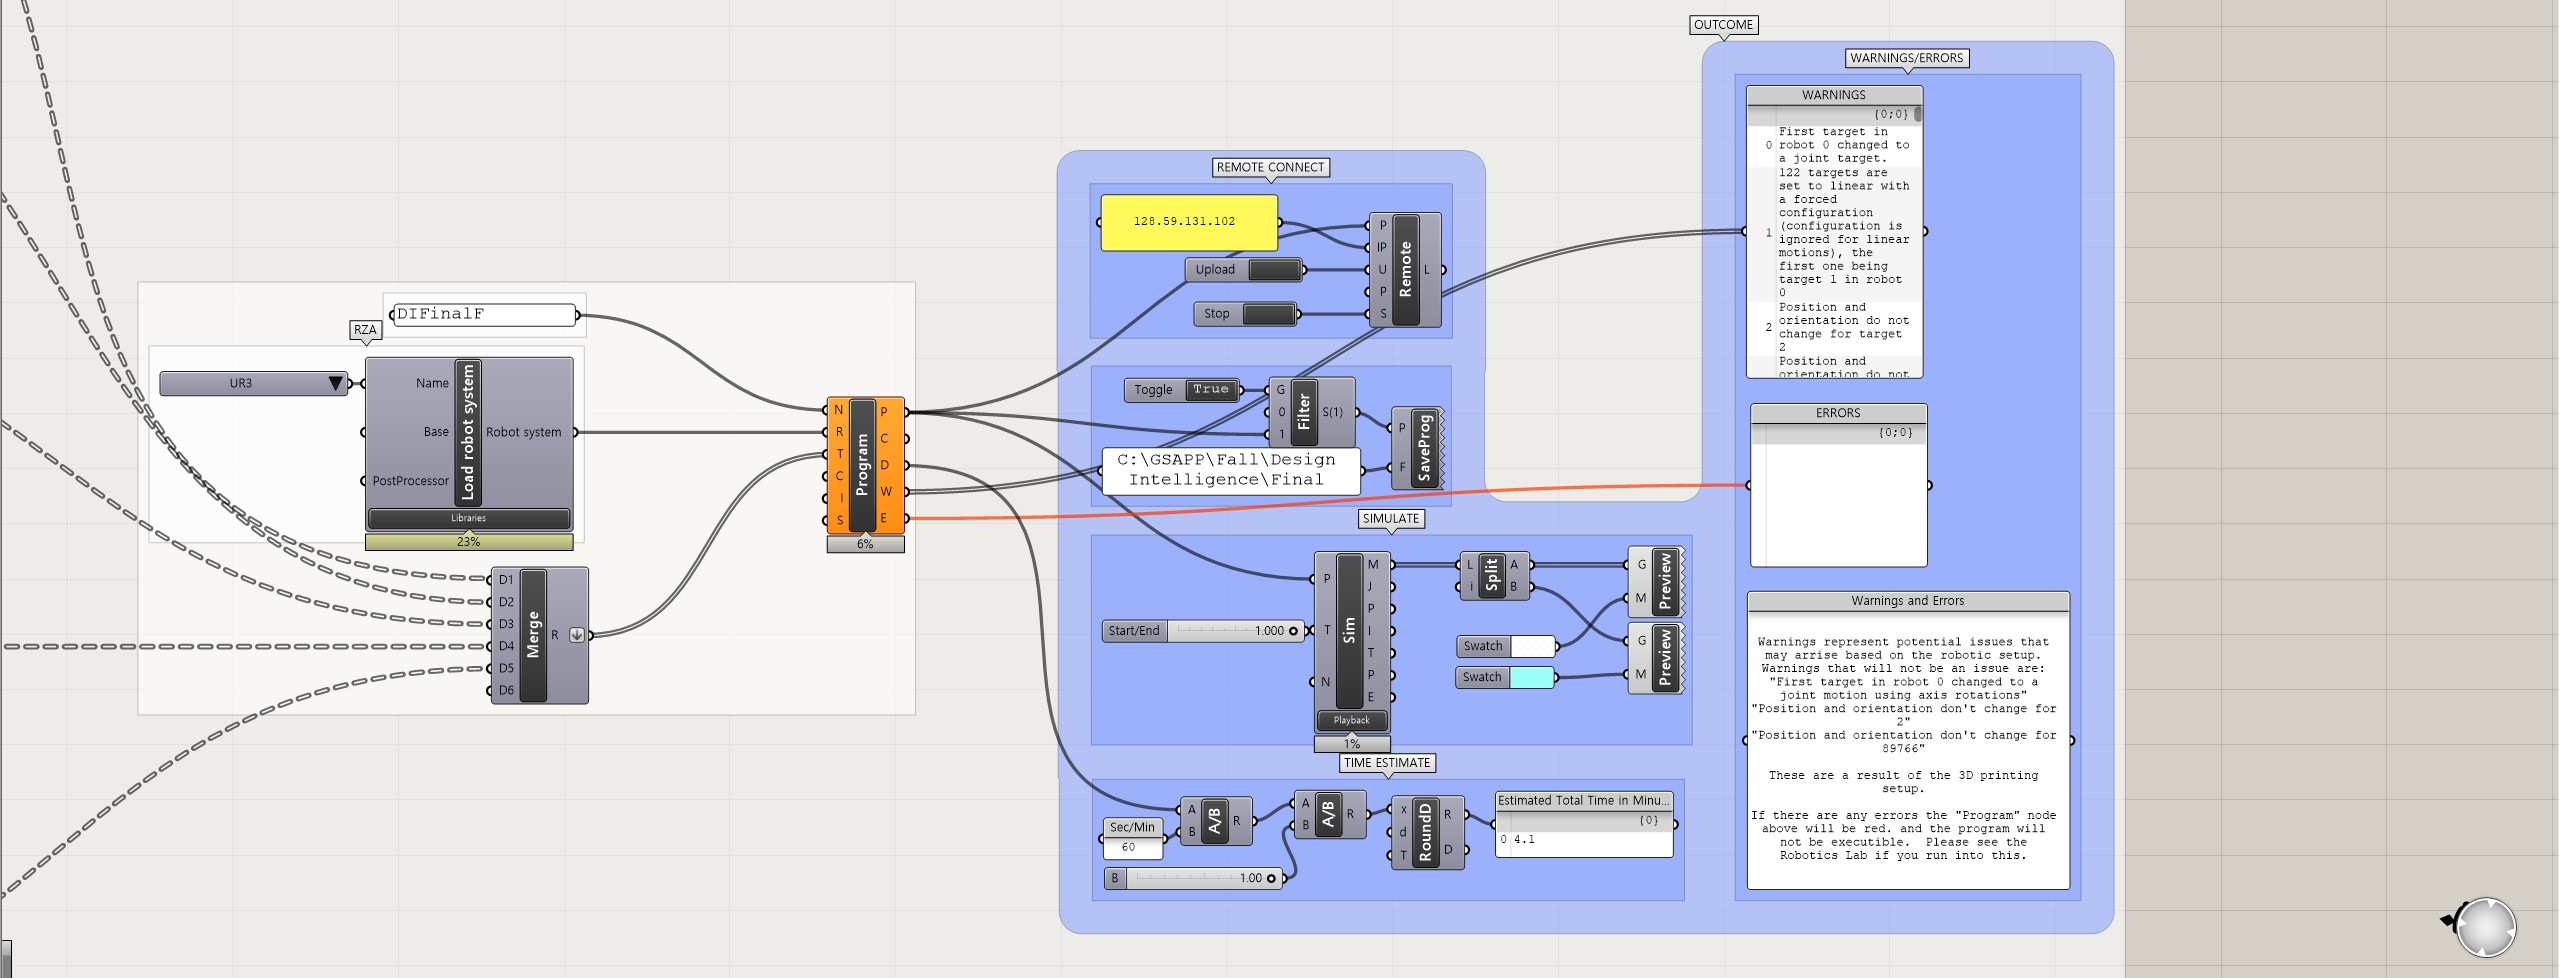 DIFinalF
RZA
UR3
Name
Base
PostProcessor
Load robot system
Robot system
Libraries
23%
D1
D2
D3
D4
D5
D6
Merge
R
N
R
T
C
I
S
Program
P
C
D
W
E
6%
REMOTE CONNECT
128.59.131.102
Upload
Stop
P
IP
U
P
S
Remote
L
Toggle
True
G
0
1
Filter
S(1)
C:\GSAPP\Fall\Design
Intelligence\Final
P
F
SaveProg
SIMULATE
Start/End
1.000
P
T
N
Sim
M
J
P
I
T
P
E
Playback
1%
L
i
Split
A
B
Swatch
Swatch
G
M
Preview
G
M
Preview
TIME ESTIMATE
Sec/Min
60
A
B
A/B
R
B
1.00
A
B
A/B
R
x
d
T
RoundD
R
D
Estimated Total Time in Minu...
{0}
0 4.1
OUTCOME
WARNINGS/ERRORS
WARNINGS
{0;0}
0
First target in
robot 0 changed to
a joint target.
1
122 targets are
set to linear with
a forced
configuration
(configuration is
ignored for linear
motions), the
first one being
target 1 in robot
0
2
Position and
orientation do not
change for target
2
Position and
orientation do not
ERRORS
{0;0}
Warnings and Errors
Warnings represent potential issues that
may arrise based on the robotic setup.
Warnings that will not be an issue are:
"First target in robot 0 changed to a
joint motion using axis rotations"
"Position and orientation don't change for
2"
"Position and orientation don't change for
89766"
These are a result of the 3D printing
setup.
If there are any errors the "Program" node
above will be red. and the program will
not be executible.  Please see the
Robotics Lab if you run into this.